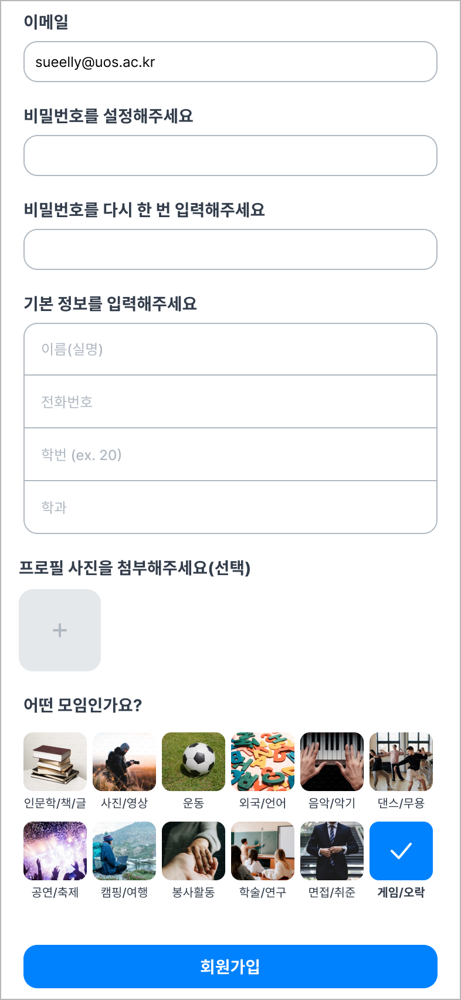 이메일
sueelly@uos.ac.kr
비밀번호를 설정해주세요
비밀번호를 다시 한 번 입력해주세요
기본 정보를 입력해주세요
이름(실명)
전화번호
학번 (ex. 20)
학과
프로필 사진을 첨부해주세요(선택)
+
어떤 모임인가요?
인문학/책/글 사진/영상 운동 외국/언어 음악/악기 댄스/무용
공연/축제 캠핑/여행 봉사활동 학술/연구 면접/취준 게임/오락
회원가입